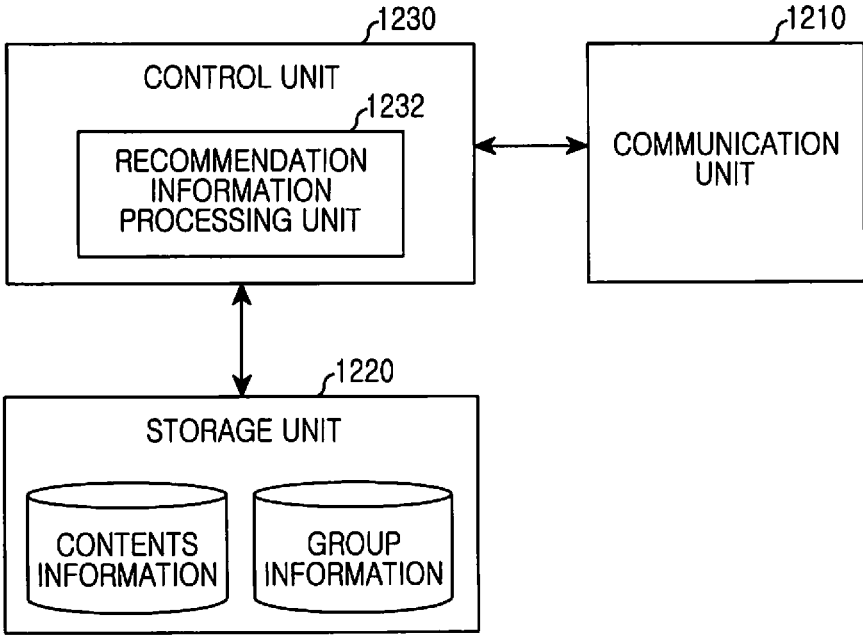 1230
CONTROL UNIT
1232
RECOMMENDATION
INFORMATION
PROCESSING UNIT
1210
COMMUNICATION
UNIT
1220
STORAGE UNIT
CONTENTS
INFORMATION
GROUP
INFORMATION